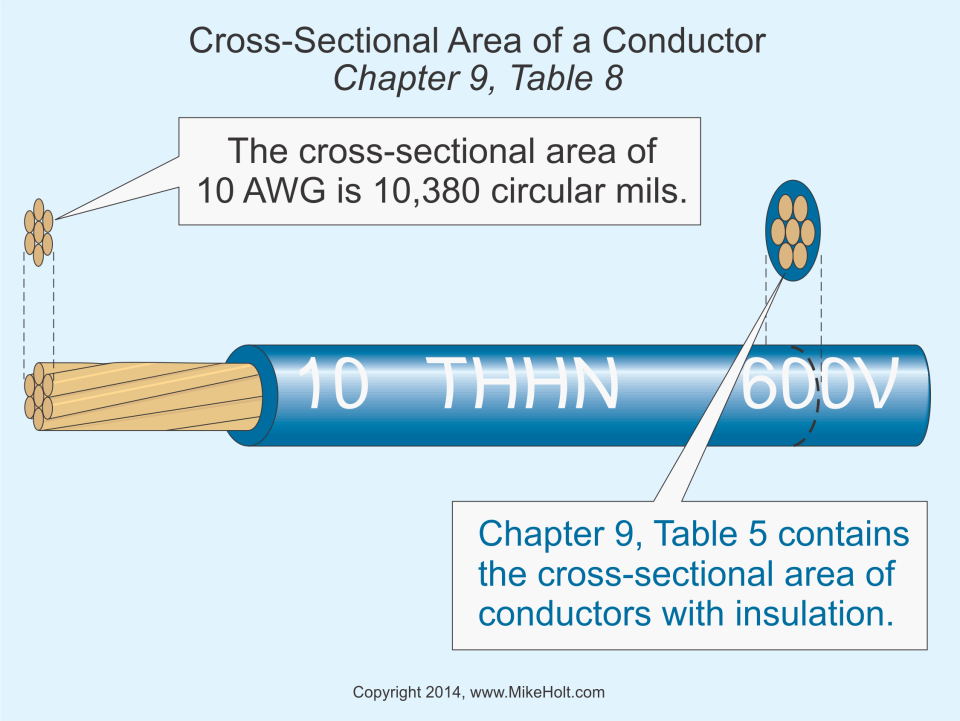 Cross-Sectional Area of a Conductor
Chapter 9, Table 8
The cross-sectional area of
10 AWG is 10,380 circular mils.
10 THHN 600V
Chapter 9, Table 5 contains
the cross-sectional area of
conductors with insulation.
Copyright 2014, www.MikeHolt.com